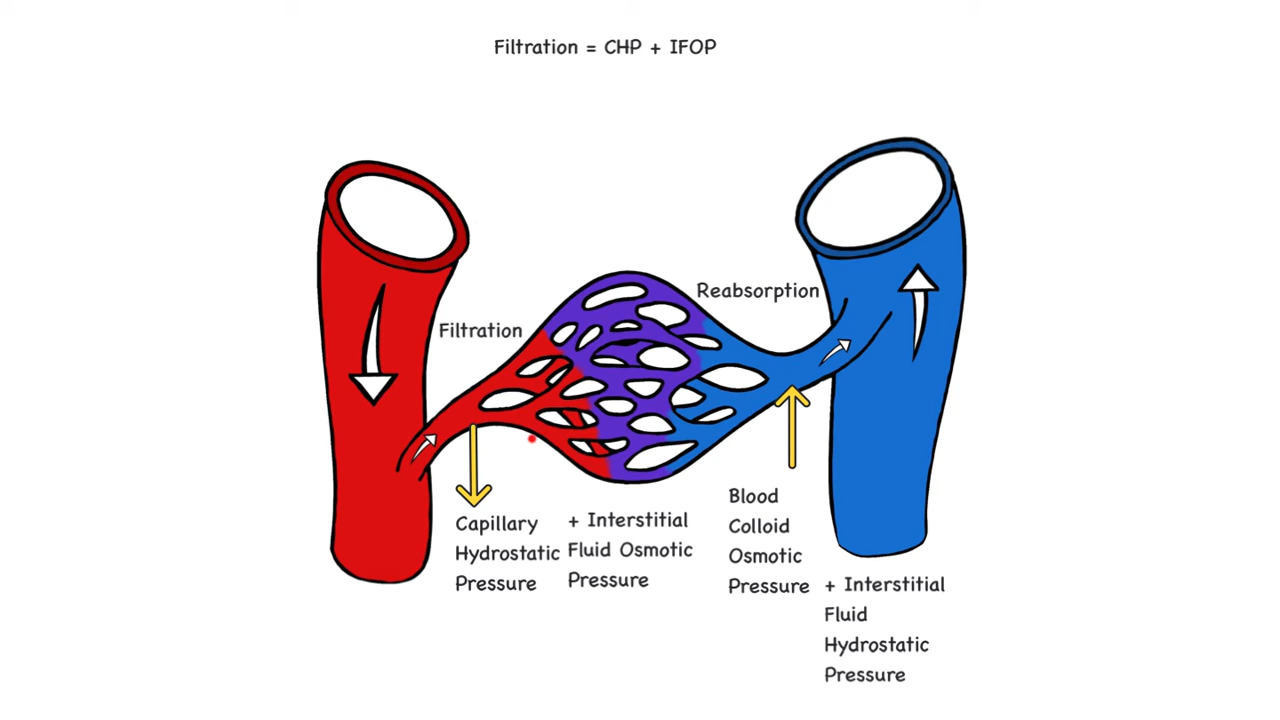 Filtration = CHP + IFOP
Reabsorption
Filtration
Capillary
Hydrostatic
Pressure
+ Interstitial
Fluid Osmotic
Pressure
Blood
Colloid
Osmotic
Pressure
+ Interstitial
Fluid
Hydrostatic
Pressure